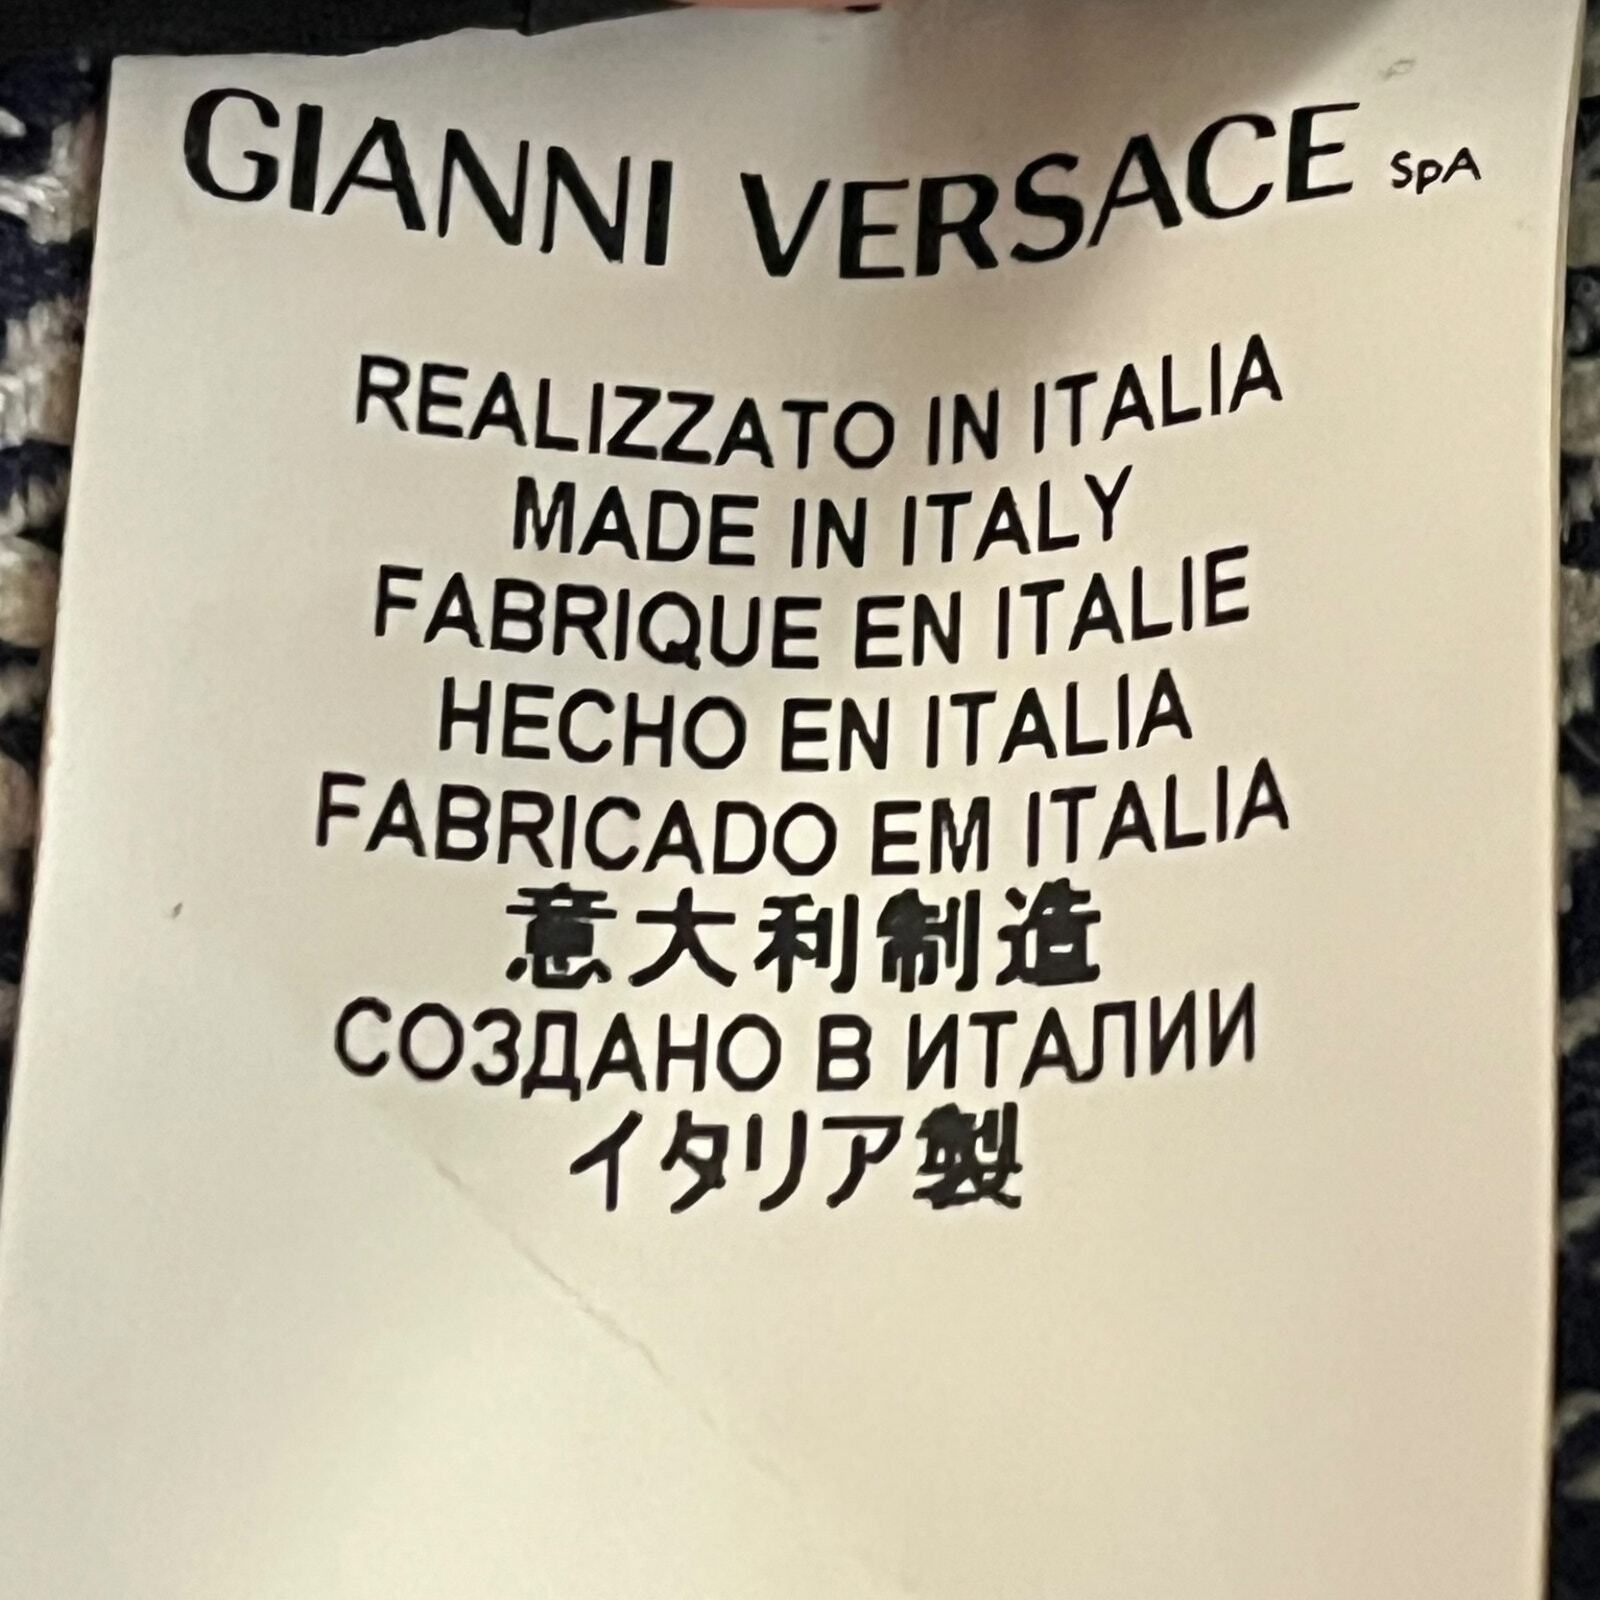 GIANNI VERSACE SpA
REALIZZATO IN ITALIA
MADE IN ITALY
FABRIQUE EN ITALIE
HECHO EN ITALIA
FABRICADO EM ITALIA
意大利制造
СОЗДАНО В ИТАЛИИ
イタリア製